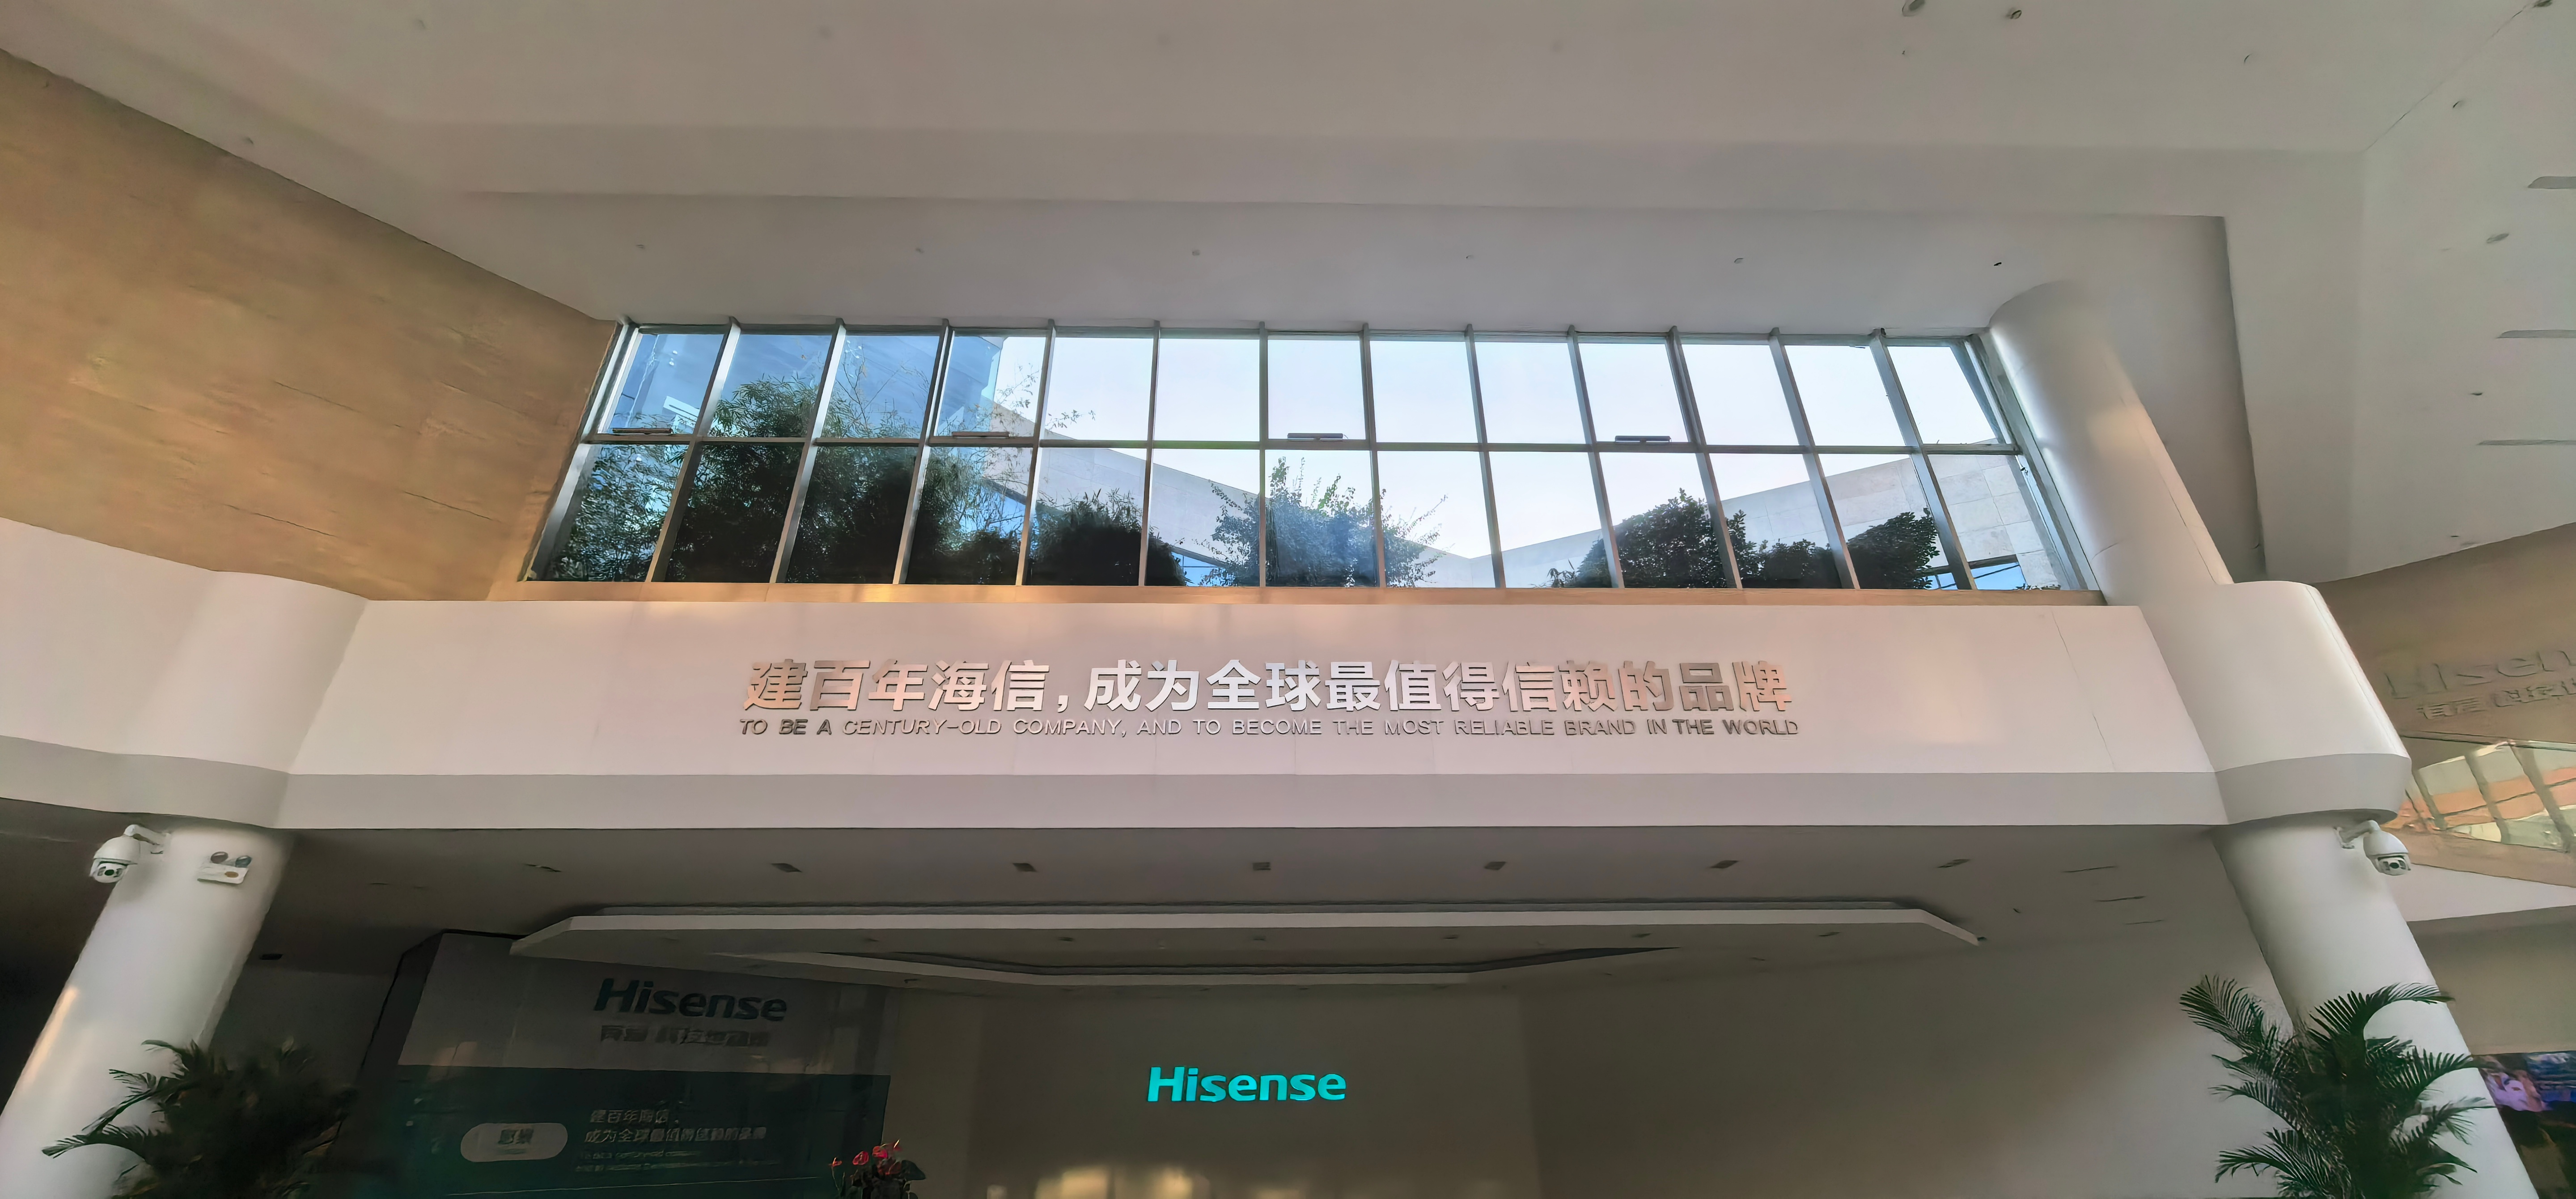 建百年海信，成为全球最值得信赖的品牌
TO BE A CENTURY-OLD COMPANY, AND TO BECOME THE MOST RELIABLE BRAND IN THE WORLD
Hisense
Hisense
建百年海信，
成为全球最值得信赖的品牌
Hisense